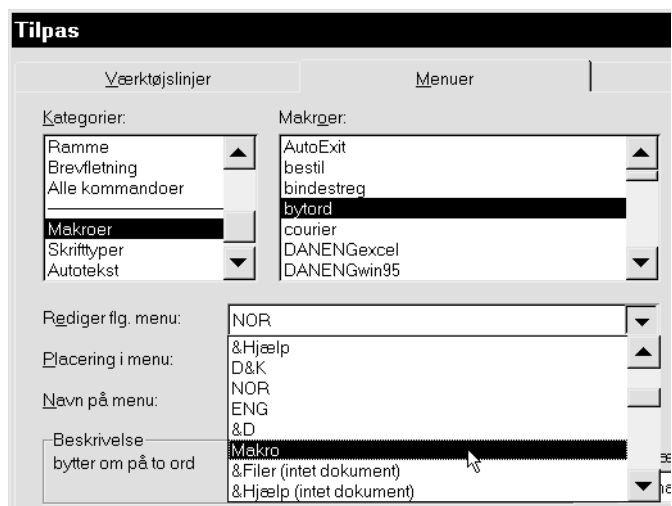 Tilpas
Værktøjslinjer
Menuer
Kategorier:
Ramme
Brevfletning
Alle kommandoer
Makroer
Skrifttyper
Autotekst
Makroer:
AutoExit
bestil
bindestreg
bytord
courier
DANENGexcel
DANENGwin95
Rediger flg. menu:
NOR
&Hjælp
D&K
NOR
ENG
&D
Makro
&Filer (intet dokument)
&Hjælp (intet dokument)
Placering i menu:
Navn på menu:
Beskrivelse
bytter om på to ord